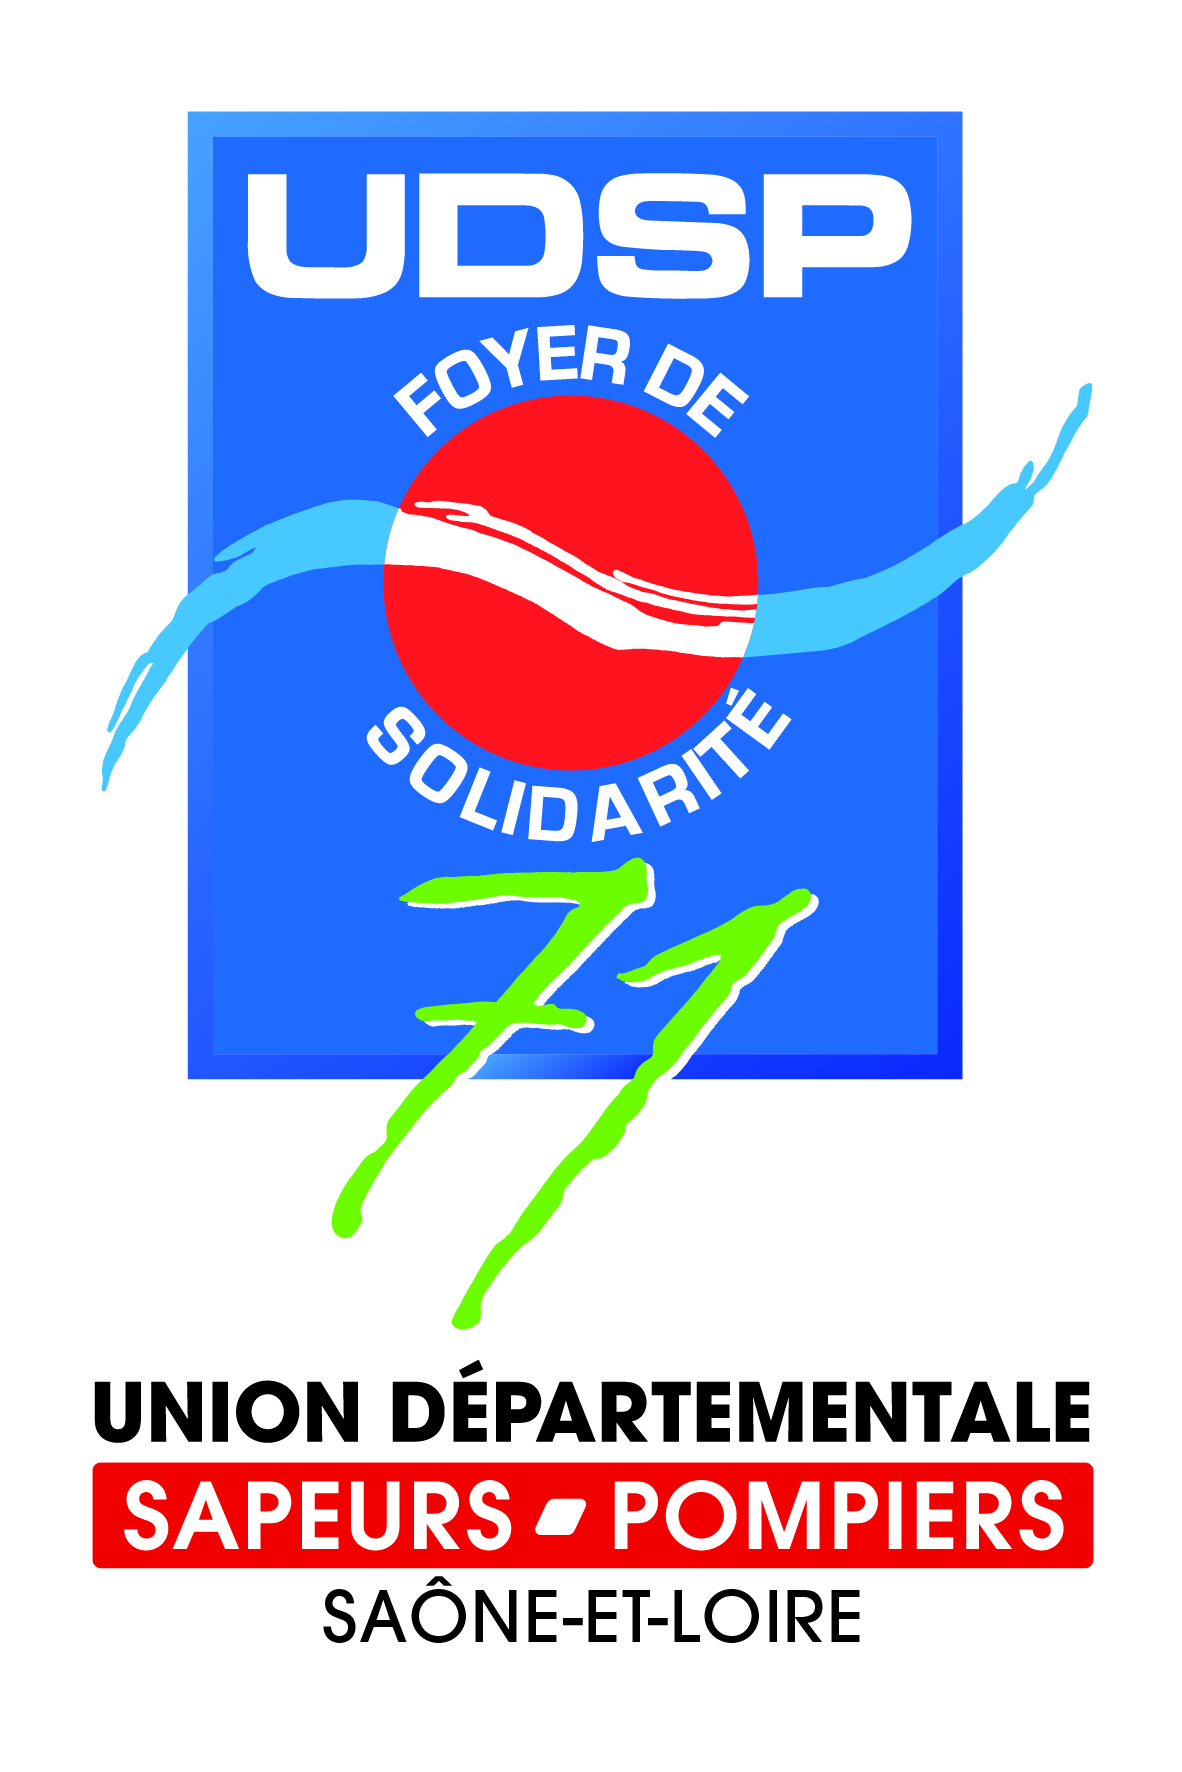 UDSP
FOYER DE
SOLIDARITÉ
71
UNION DÉPARTEMENTALE
SAPEURS-POMPIERS
SAÔNE-ET-LOIRE